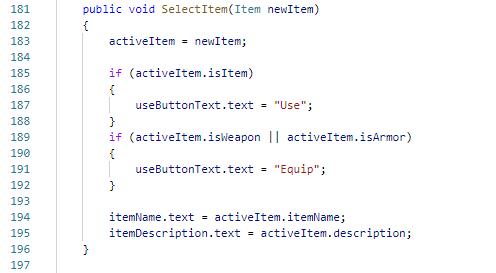 181 public void SelectItem(Item newItem)
182 {
183 activeItem = newItem;
184
185 if (activeItem.isItem)
186 {
187 useButtonText.text = "Use";
188 }
189 if (activeItem.isWeapon || activeItem.isArmor)
190 {
191 useButtonText.text = "Equip";
192 }
193
194 itemName.text = activeItem.itemName;
195 itemDescription.text = activeItem.description;
196 }
197